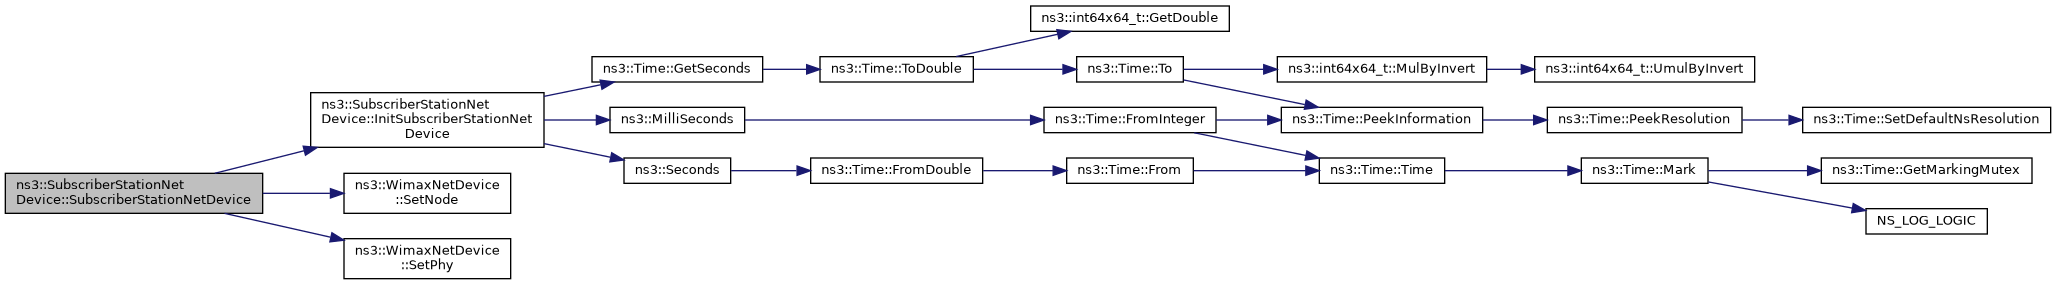 ns3::SubscriberStationNet
Device::SubscriberStationNetDevice
ns3::SubscriberStationNet
Device::InitSubscriberStationNet
Device
ns3::WimaxNetDevice
::SetNode
ns3::WimaxNetDevice
::SetPhy
ns3::Time::GetSeconds
ns3::MilliSeconds
ns3::Seconds
ns3::Time::ToDouble
ns3::Time::FromDouble
ns3::int64x64_t::GetDouble
ns3::Time::To
ns3::Time::FromInteger
ns3::Time::From
ns3::int64x64_t::MulByInvert
ns3::Time::PeekInformation
ns3::Time::Time
ns3::int64x64_t::UmulByInvert
ns3::Time::PeekResolution
ns3::Time::Mark
ns3::Time::SetDefaultNsResolution
ns3::Time::GetMarkingMutex
NS_LOG_LOGIC